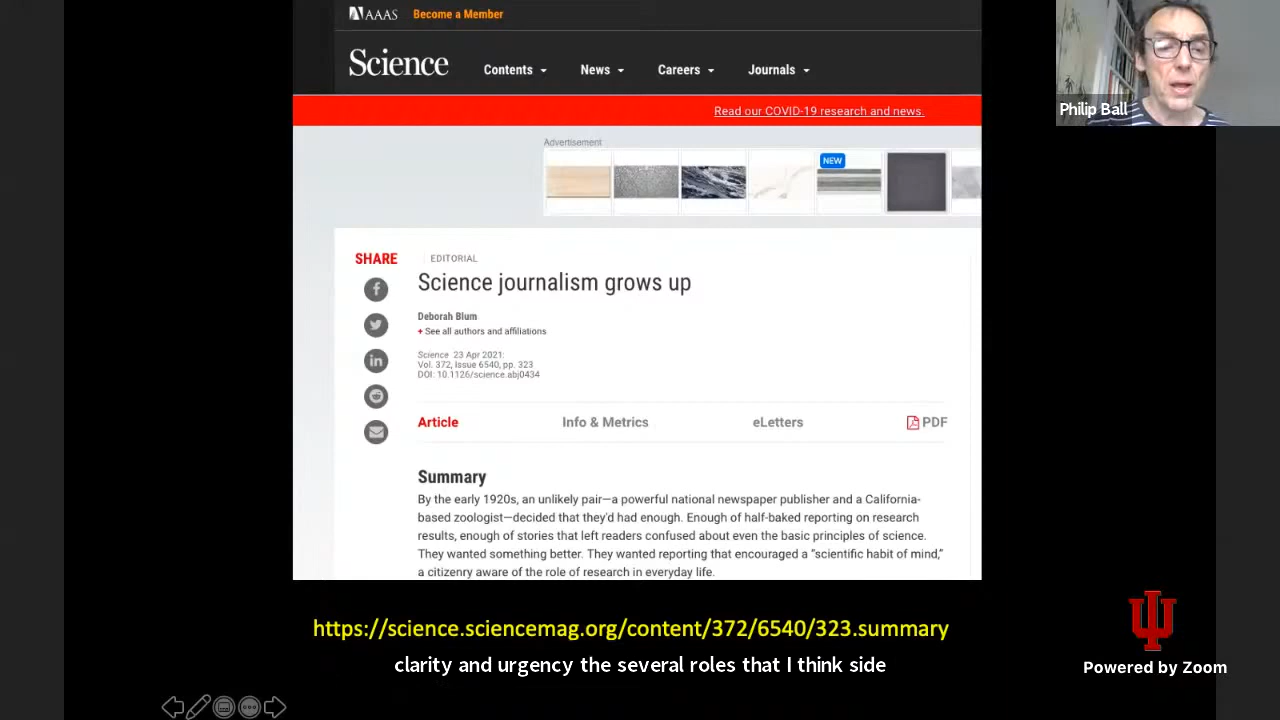 AAAS Become a Member
Science Contents News Careers Journals
Read our COVID-19 research and news.
Advertisement
NEW
Philip Ball
SHARE
EDITORIAL
Science journalism grows up
Deborah Blum
+ See all authors and affiliations
Science 23 Apr 2021:
Vol. 372, Issue 6540, pp. 323
DOI: 10.1126/science.abj0434
Article Info & Metrics eLetters PDF
Summary
By the early 1920s, an unlikely pair—a powerful national newspaper publisher and a California-
based zoologist—decided that they'd had enough. Enough of half-baked reporting on research
results, enough of stories that left readers confused about even the basic principles of science.
They wanted something better. They wanted reporting that encouraged a “scientific habit of mind,”
a citizenry aware of the role of research in everyday life.
https://science.sciencemag.org/content/372/6540/323.summary
clarity and urgency the several roles that I think side
Powered by Zoom